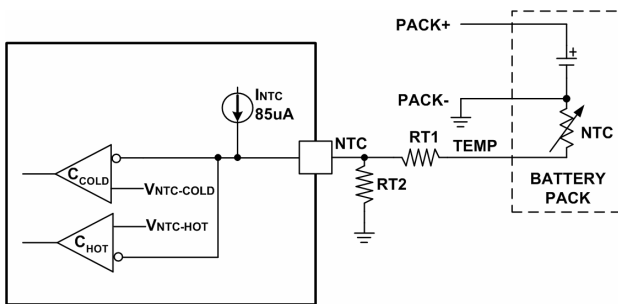 PACK+
+
INTC
85uA
PACK-
NTC
RT1
TEMP
NTC
CCOLD
VNTC-COLD
RT2
BATTERY
PACK
VNTC-HOT
CHOT